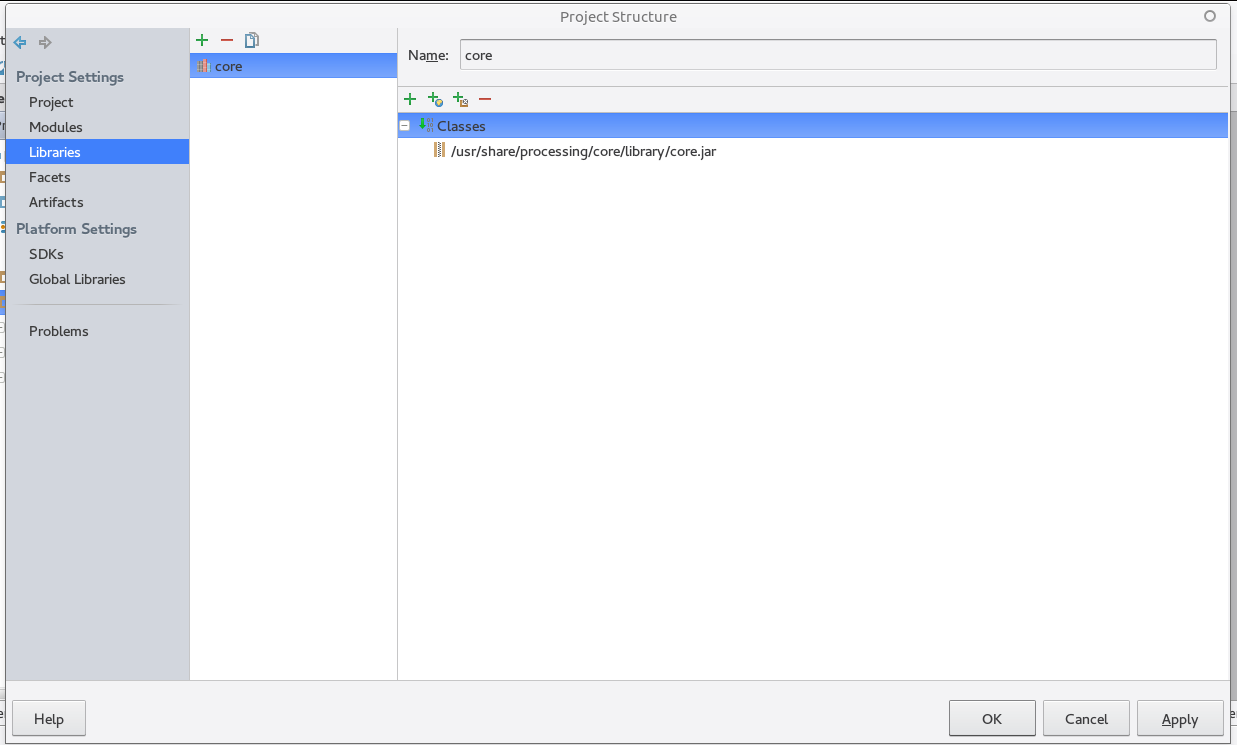 Project Structure
Project Settings
Project
Modules
Libraries
Facets
Artifacts
Platform Settings
SDKs
Global Libraries
Problems
core
Name: core
Classes
/usr/share/processing/core/library/core.jar
Help
OK
Cancel
Apply